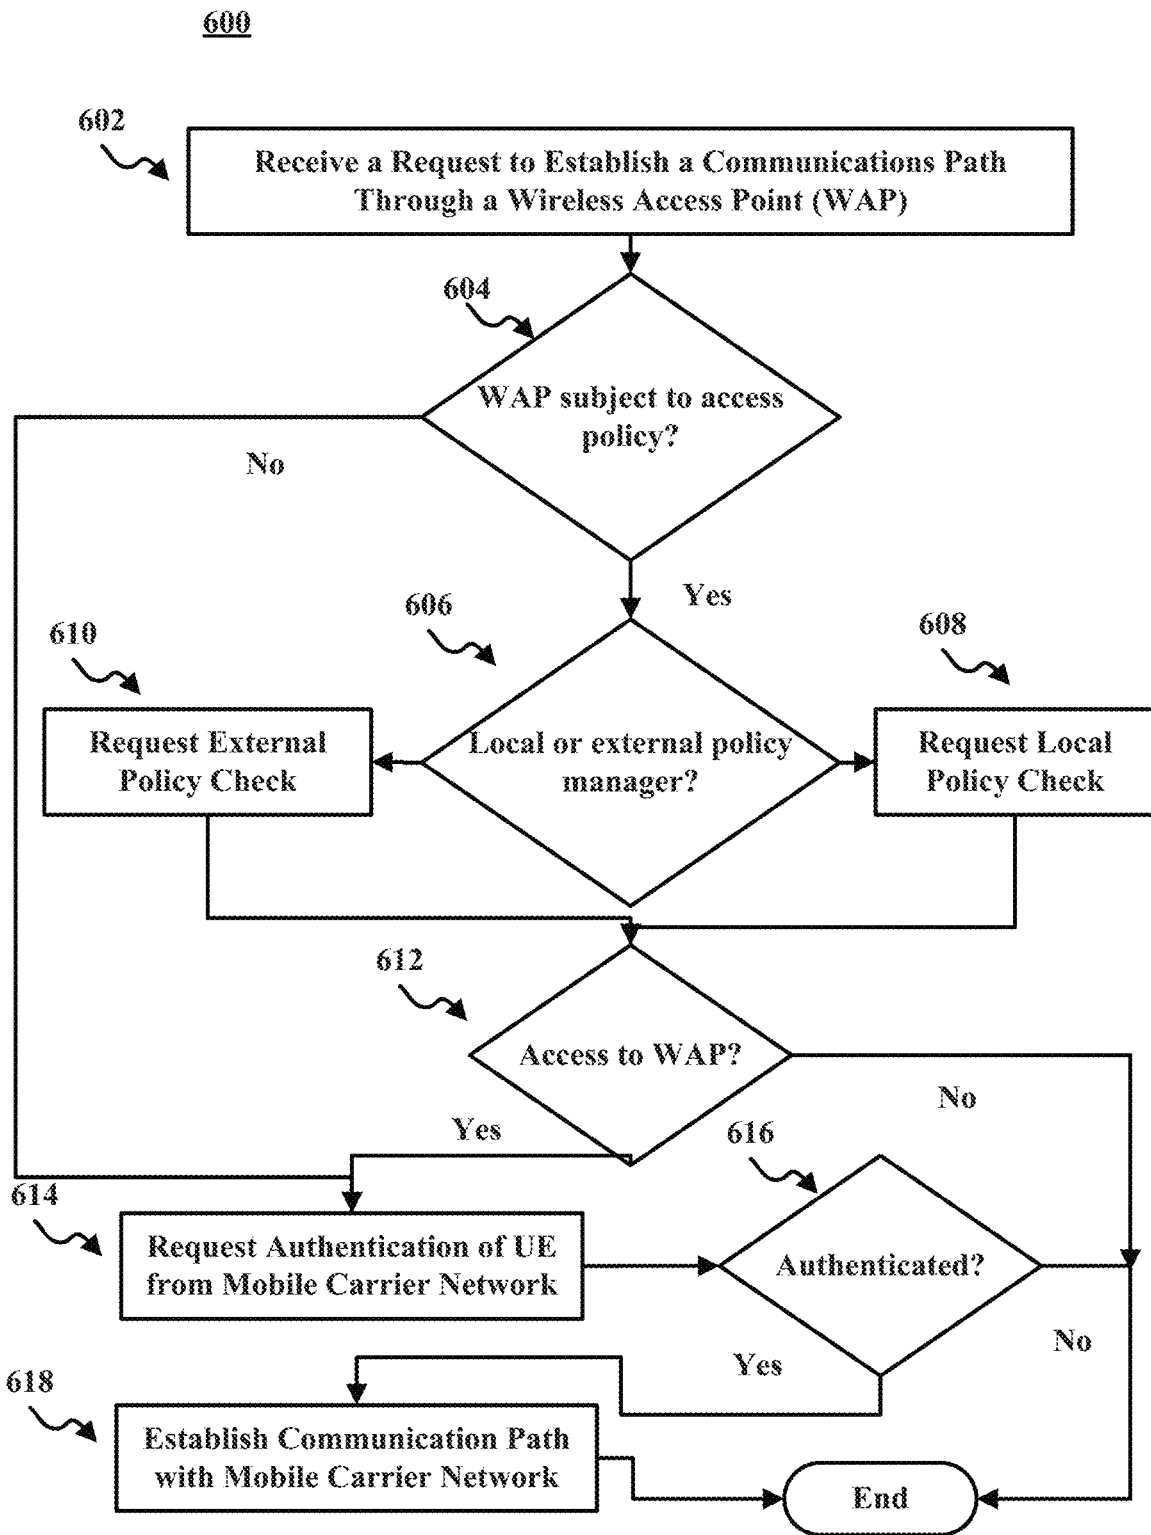 600
602
Receive a Request to Establish a Communications Path
Through a Wireless Access Point (WAP)
604
WAP subject to access
policy?
No
Yes
606
610
608
Request External
Policy Check
Local or external policy
manager?
Request Local
Policy Check
612
Access to WAP?
No
Yes
616
614
Request Authentication of UE
from Mobile Carrier Network
Authenticated?
No
Yes
618
Establish Communication Path
with Mobile Carrier Network
End